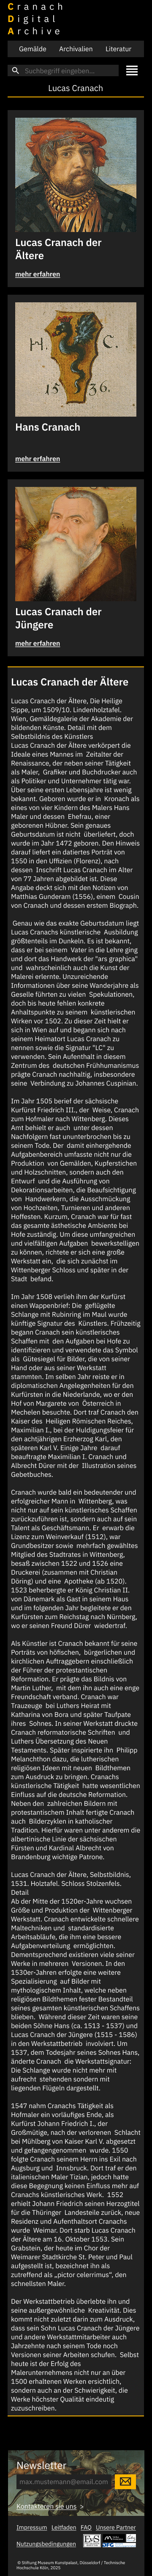 Cranach
Digital
Archive
Gemälde Archivalien Literatur
Suchbegriff eingeben...
Lucas Cranach
Lucas Cranach der
Ältere
mehr erfahren
H C
1536.
Hans Cranach
mehr erfahren
Lucas Cranach der
Jüngere
mehr erfahren
Lucas Cranach der Ältere
Lucas Cranach der Ältere, Die Heilige
Sippe, um 1509/10. Lindenholztafel.
Wien, Gemäldegalerie der Akademie der
bildenden Künste. Detail mit dem
Selbstbildnis des Künstlers
Lucas Cranach der Ältere verkörpert die
Ideale eines Mannes im Zeitalter der
Renaissance, der neben seiner Tätigkeit
als Maler, Grafiker und Buchdrucker auch
als Politiker und Unternehmer tätig war.
Über seine ersten Lebensjahre ist wenig
bekannt. Geboren wurde er in Kronach als
eines von vier Kindern des Malers Hans
Maler und dessen Ehefrau, einer
geborenen Hübner. Sein genaues
Geburtsdatum ist nicht überliefert, doch
wurde es im Jahr 1472 geboren. Den Hinweis
darauf liefert ein datiertes Porträt von
1550 in den Uffizien (Florenz), nach
dessen Inschrift Lucas Cranach im Alter
von 77 Jahren abgebildet ist. Diese
Angabe deckt sich mit den Notizen von
Matthias Gunderam (1556), einem Cousin
von Cranach und dessen erstem Biograph.
Genau wie das exakte Geburtsdatum liegt
Lucas Cranachs künstlerische Ausbildung
größtenteils im Dunkeln. Es ist bekannt,
dass er bei seinem Vater in die Lehre ging
und dort das Handwerk der "ars graphica"
und wahrscheinlich auch die Kunst der
Malerei erlernte. Unzureichende
Informationen über seine Wanderjahre als
Geselle führten zu vielen Spekulationen,
doch bis heute fehlen konkrete
Anhaltspunkte zu seinem künstlerischen
Wirken vor 1502. Zu dieser Zeit hielt er
sich in Wien auf und begann sich nach
seinem Heimatort Lucas Cranach zu
nennen sowie die Signatur "LC" zu
verwenden. Sein Aufenthalt in diesem
Zentrum des deutschen Frühhumanismus
prägte Cranach nachhaltig, insbesondere
seine Verbindung zu Johannes Cuspinian.
Im Jahr 1505 berief der sächsische
Kurfürst Friedrich III., der Weise, Cranach
zum Hofmaler nach Wittenberg. Dieses
Amt behielt er auch unter dessen
Nachfolgern fast ununterbrochen bis zu
seinem Tode. Der damit einhergehende
Aufgabenbereich umfasste nicht nur die
Produktion von Gemälden, Kupferstichen
und Holzschnitten, sondern auch den
Entwurf und die Ausführung von
Dekorationsarbeiten, die Beaufsichtigung
von Handwerkern, die Ausschmückung
von Hochzeiten, Turnieren und anderen
Hoffesten. Kurzum, Cranach war für fast
das gesamte ästhetische Ambiente bei
Hofe zuständig. Um diese umfangreichen
und vielfältigen Aufgaben bewerkstelligen
zu können, richtete er sich eine große
Werkstatt ein, die sich zunächst im
Wittenberger Schloss und später in der
Stadt befand.
Im Jahr 1508 verlieh ihm der Kurfürst
einen Wappenbrief: Die geflügelte
Schlange mit Rubinring im Maul wurde
künftige Signatur des Künstlers. Frühzeitig
begann Cranach sein künstlerisches
Schaffen mit den Aufgaben bei Hofe zu
identifizieren und verwendete das Symbol
als Gütesiegel für Bilder, die von seiner
Hand oder aus seiner Werkstatt
stammten. Im selben Jahr reiste er in
diplomatischen Angelegenheiten für den
Kurfürsten in die Niederlande, wo er den
Hof von Margarete von Österreich in
Mechelen besuchte. Dort traf Cranach den
Kaiser des Heiligen Römischen Reiches,
Maximilian I., bei der Huldigungsfeier für
den achtjährigen Erzherzog Karl, den
späteren Karl V. Einige Jahre darauf
beauftragte Maximilian I. Cranach und
Albrecht Dürer mit der Illustration seines
Gebetbuches.
Cranach wurde bald ein bedeutender und
erfolgreicher Mann in Wittenberg, was
nicht nur auf sein künstlerisches Schaffen
zurückzuführen ist, sondern auch auf sein
Talent als Geschäftsmann. Er erwarb die
Lizenz zum Weinverkauf (1512), war
Grundbesitzer sowie mehrfach gewähltes
Mitglied des Stadtrates in Wittenberg,
besaß zwischen 1522 und 1526 eine
Druckerei (zusammen mit Christian
Döring) und eine Apotheke (ab 1520).
1523 beherbergte er König Christian II.
von Dänemark als Gast in seinem Haus
und im folgenden Jahr begleitete er den
Kurfürsten zum Reichstag nach Nürnberg,
wo er seinen Freund Dürer wiedertraf.
Als Künstler ist Cranach bekannt für seine
Porträts von höfischen, bürgerlichen und
kirchlichen Auftraggebern einschließlich
der Führer der protestantischen
Reformation. Er prägte das Bildnis von
Martin Luther, mit dem ihn auch eine enge
Freundschaft verband. Cranach war
Trauzeuge bei Luthers Heirat mit
Katharina von Bora und später Taufpate
ihres Sohnes. In seiner Werkstatt druckte
Cranach reformatorische Schriften und
Luthers Übersetzung des Neuen
Testaments. Später inspirierte ihn Philipp
Melanchthon dazu, die lutherischen
religiösen Ideen mit neuen Bildthemen
zum Ausdruck zu bringen. Cranachs
künstlerische Tätigkeit hatte wesentlichen
Einfluss auf die deutsche Reformation.
Neben den zahlreichen Bildern mit
protestantischem Inhalt fertigte Cranach
auch Bilderzyklen in katholischer
Tradition. Hierfür waren unter anderem die
albertinische Linie der sächsischen
Fürsten und Kardinal Albrecht von
Brandenburg wichtige Patrone.
Lucas Cranach der Ältere, Selbstbildnis,
1531. Holztafel. Schloss Stolzenfels.
Detail
Ab der Mitte der 1520er-Jahre wuchsen
Größe und Produktion der Wittenberger
Werkstatt. Cranach entwickelte schnellere
Maltechniken und standardisierte
Arbeitsabläufe, die ihm eine bessere
Aufgabenverteilung ermöglichten.
Dementsprechend existieren viele seiner
Werke in mehreren Versionen. In den
1530er-Jahren erfolgte eine weitere
Spezialisierung auf Bilder mit
mythologischem Inhalt, welche neben
religiösen Bildthemen fester Bestandteil
seines gesamten künstlerischen Schaffens
blieben. Während dieser Zeit waren seine
beiden Söhne Hans (ca. 1513 - 1537) und
Lucas Cranach der Jüngere (1515 - 1586)
in den Werkstattbetrieb involviert. Um
1537, dem Todesjahr seines Sohnes Hans,
änderte Cranach die Werkstattsignatur:
Die Schlange wurde nicht mehr mit
aufrecht stehenden sondern mit
liegenden Flügeln dargestellt.
1547 nahm Cranachs Tätigkeit als
Hofmaler ein vorläufiges Ende, als
Kurfürst Johann Friedrich I., der
Großmütige, nach der verlorenen Schlacht
bei Mühlberg von Kaiser Karl V. abgesetzt
und gefangengenommen wurde. 1550
folgte Cranach seinem Herrn ins Exil nach
Augsburg und Innsbruck. Dort traf er den
italienischen Maler Tizian, jedoch hatte
diese Begegnung keinen Einfluss mehr auf
Cranachs künstlerisches Werk. 1552
erhielt Johann Friedrich seinen Herzogtitel
für die Thüringer Landesteile zurück, neue
Residenz und Aufenthaltsort Cranachs
wurde Weimar. Dort starb Lucas Cranach
der Ältere am 16. Oktober 1553. Sein
Grabstein, der heute im Chor der
Weimarer Stadtkirche St. Peter und Paul
aufgestellt ist, bezeichnet ihn als
zutreffend als „pictor celerrimus“, den
schnellsten Maler.
Der Werkstattbetrieb überlebte ihn und
seine außergewöhnliche Kreativität. Dies
kommt nicht zuletzt darin zum Ausdruck,
dass sein Sohn Lucas Cranach der Jüngere
und andere Werkstattmitarbeiter auch
Jahrzehnte nach seinem Tode noch
Versionen seiner Arbeiten schufen. Selbst
heute ist der Erfolg des
Malerunternehmens nicht nur an über
1500 erhaltenen Werken ersichtlich,
sondern auch an der Schwierigkeit, die
Werke höchster Qualität eindeutig
zuzuschreiben.
Newsletter
max.mustermann@email.com
Kontaktieren sie uns >
Impressum Leitfäden FAQ Unsere Partner
Nutzungsbedingungen
© Stiftung Museum Kunstpalast, Düsseldorf / Technische
Hochschule Köln, 2025